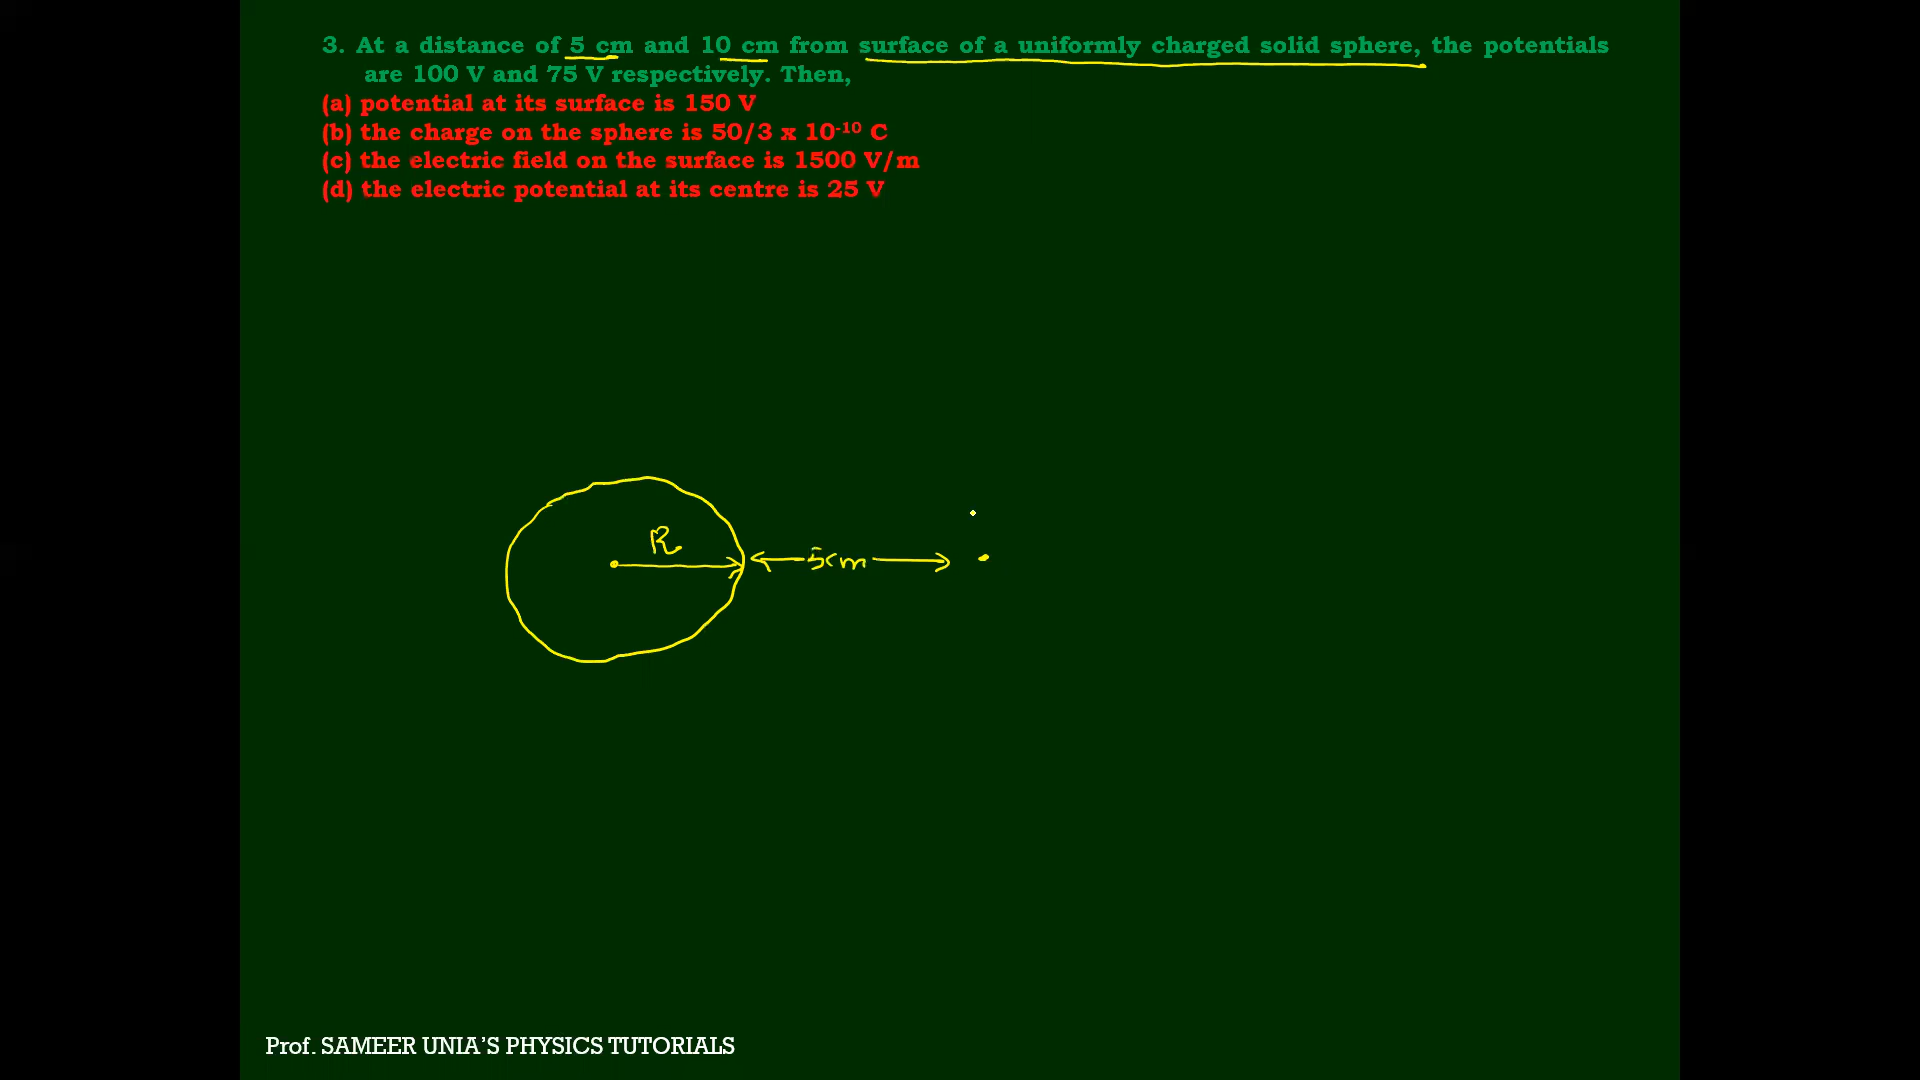 3. At a distance of 5 cm and 10 cm from surface of a uniformly charged solid sphere, the potentials
are 100 V and 75 V respectively. Then,
(a) potential at its surface is 150 V
(b) the charge on the sphere is 50/3 x 10⁻¹⁰ C
(c) the electric field on the surface is 1500 V/m
(d) the electric potential at its centre is 25 V
R
5cm
Prof. SAMEER UNIA’S PHYSICS TUTORIALS